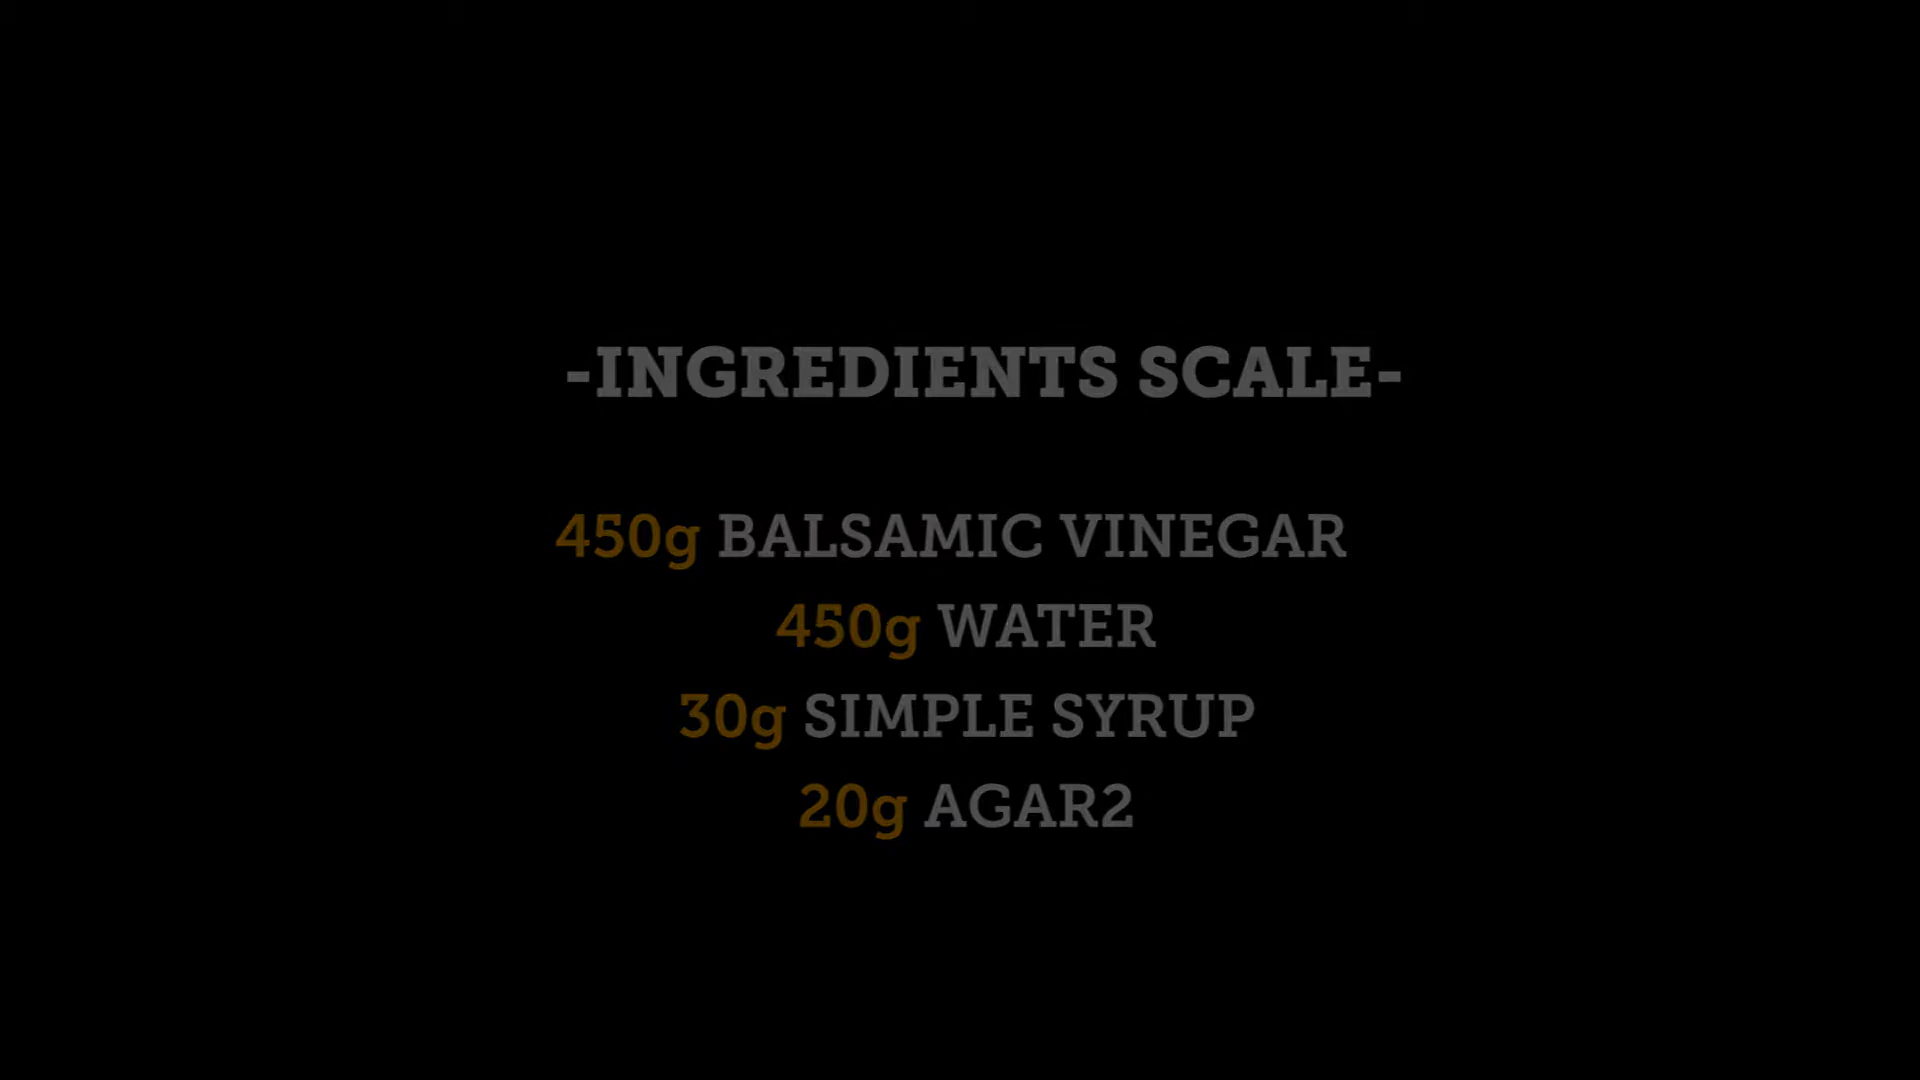 -INGREDIENTS SCALE-
450g BALSAMIC VINEGAR
450g WATER
30g SIMPLE SYRUP
20g AGAR2